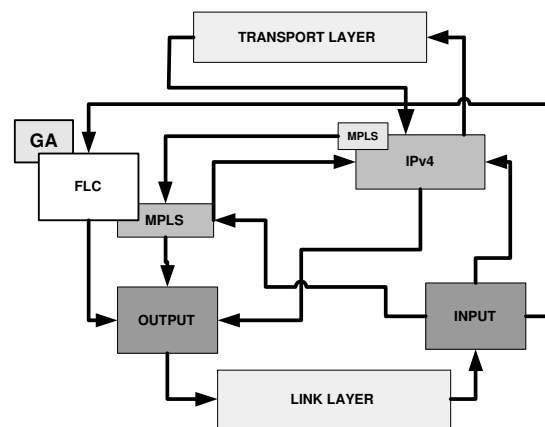 TRANSPORT LAYER
GA
MPLS
IPv4
FLC
MPLS
OUTPUT
INPUT
LINK LAYER